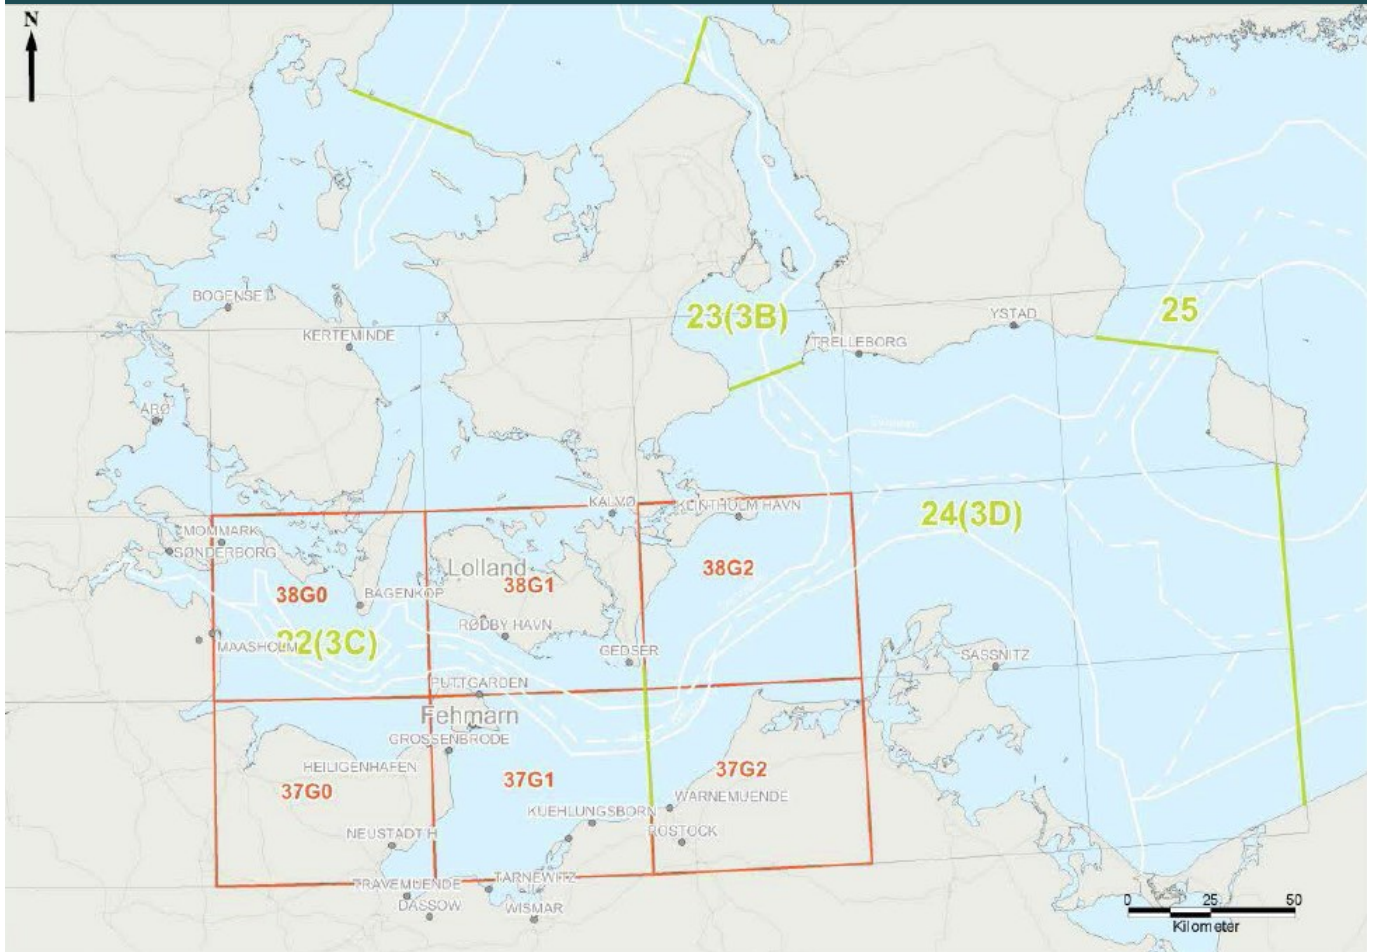 N
BOGENSE
KERTEMINDE
23(3B)
25
YSTAD
TRELLEBORG
ARØ
KALVØ
KLINTHOLM HAVN
24(3D)
MOMMARK
SØNDERBORG
Lolland
38G0
38G1
38G2
BAGENKOP
RØDBY HAVN
22(3C)
MAASHOLM
GEDSER
SASSNITZ
PUTTGARDEN
Fehmarn
GROSSENBRODE
HEILIGENHAFEN
37G0
37G1
37G2
WARNEMUENDE
KUEHLUNGSBORN
NEUSTADT H
ROSTOCK
TRAVEMUENDE
TARNEWITZ
DASSOW
WISMAR
0 25 50
Kilometer